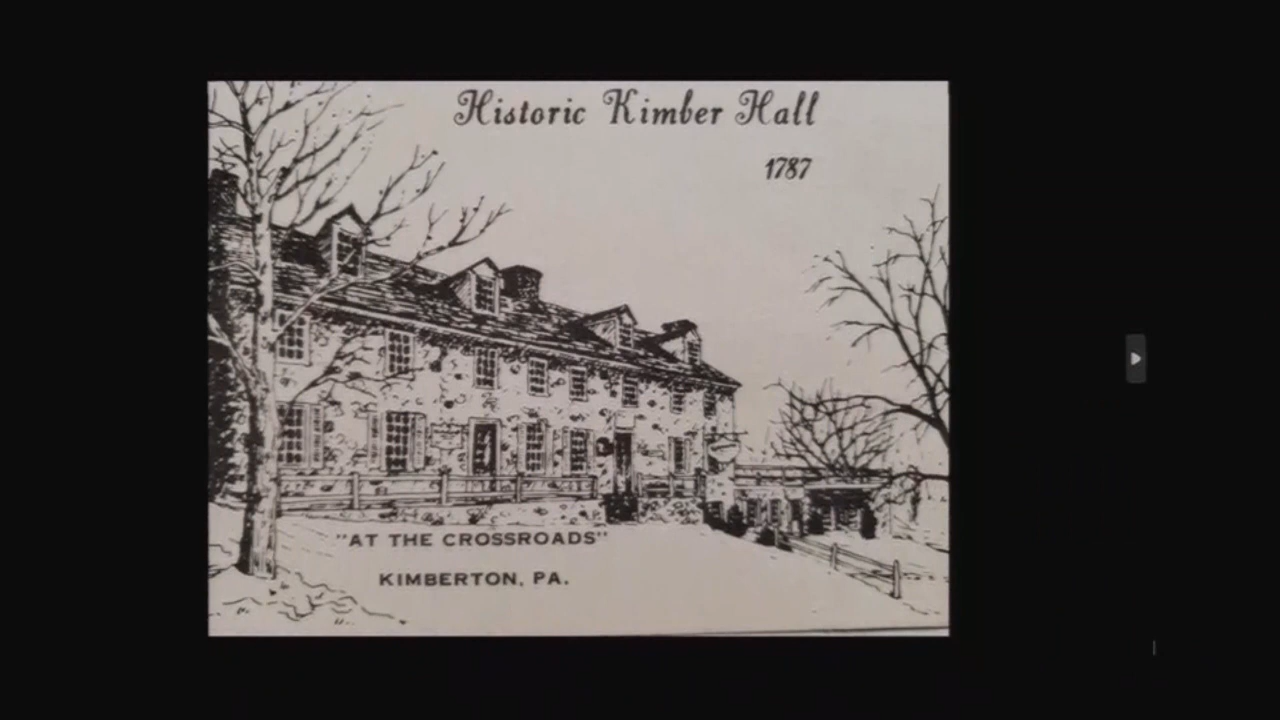 Historic Kimber Hall
1787
"AT THE CROSSROADS"
KIMBERTON, PA.